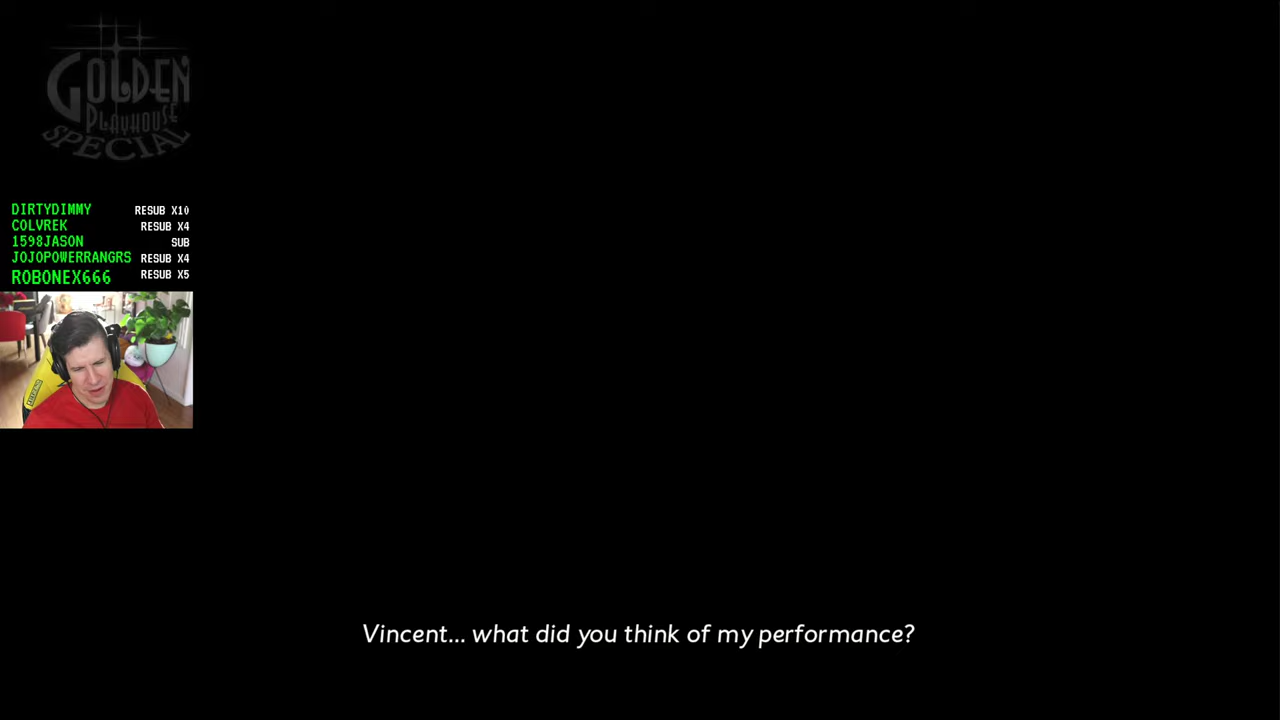 GOLDEN
PLAYHOUSE
SPECIAL
DIRTYDIMMY RESUB X10
COLVREK RESUB X4
1598JASON SUB
JOJOPOWERRANGRS RESUB X4
ROBONEX666 RESUB X5
Vincent... what did you think of my performance?